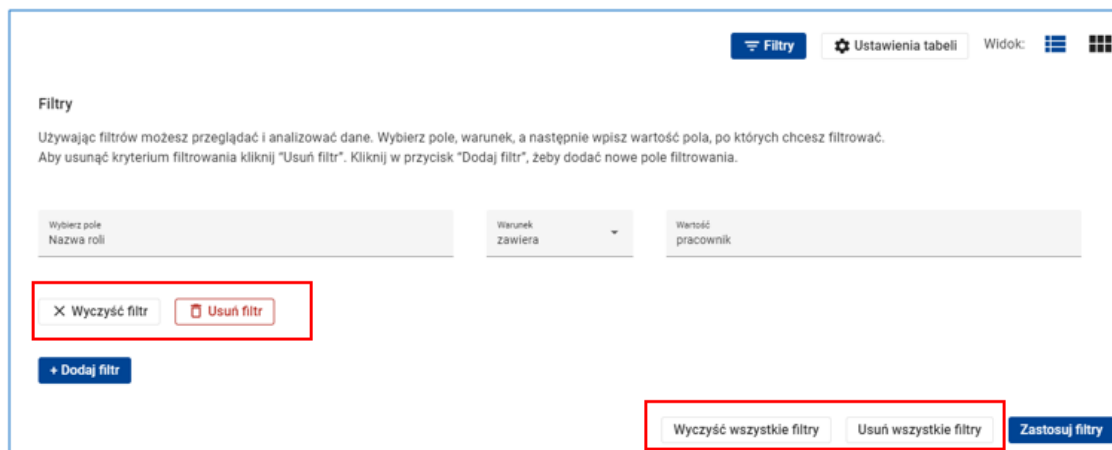 Filtry
Ustawienia tabeli
Widok:
Filtry
Używając filtrów możesz przeglądać i analizować dane. Wybierz pole, warunek, a następnie wpisz wartość pola, po których chcesz filtrować.
Aby usunąć kryterium filtrowania kliknij "Usuń filtr". Kliknij w przycisk "Dodaj filtr", żeby dodać nowe pole filtrowania.
Wybierz pole
Nazwa roli
Warunek
zawiera
Wartość
pracownik
Wyczyść filtr
Usuń filtr
+ Dodaj filtr
Wyczyść wszystkie filtry
Usuń wszystkie filtry
Zastosuj filtry